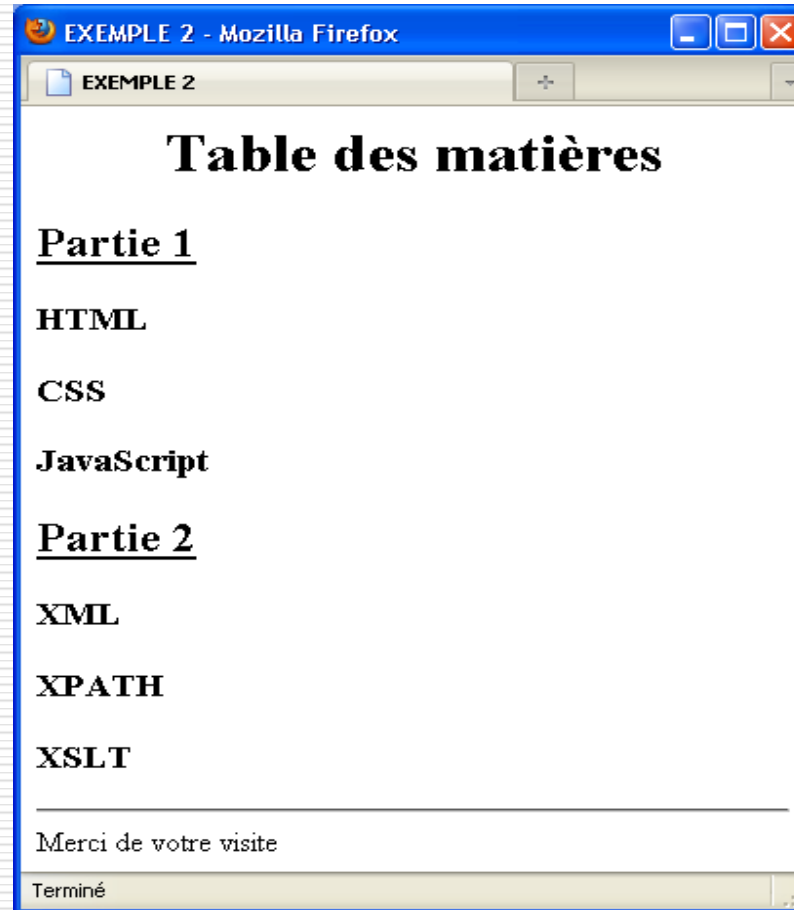 EXEMPLE 2 - Mozilla Firefox
EXEMPLE 2
Table des matières
Partie 1
HTML
CSS
JavaScript
Partie 2
XML
XPATH
XSLT
Merci de votre visite
Terminé